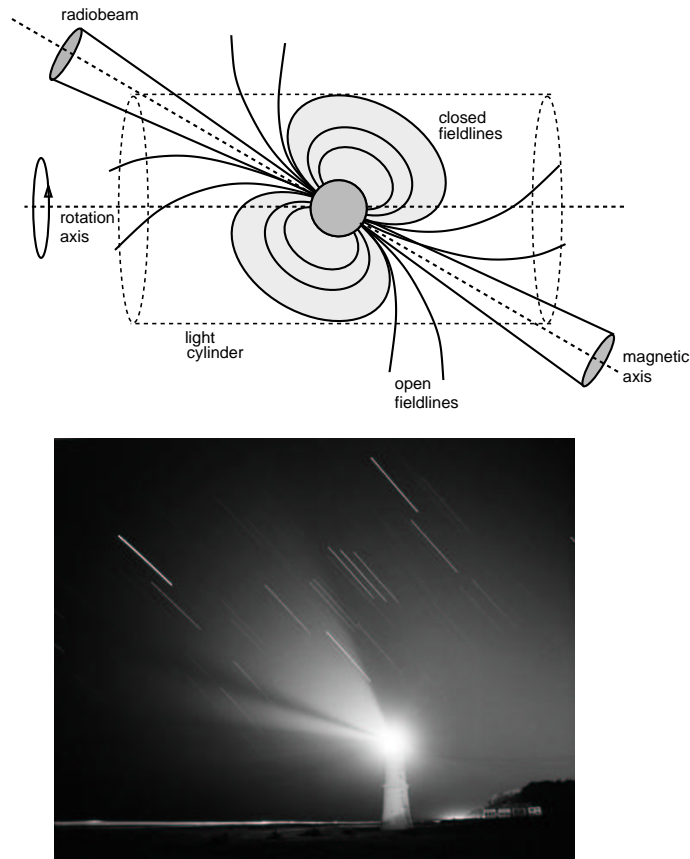 radiobeam
closed
fieldlines
rotation
axis
light
cylinder
magnetic
axis
open
fieldlines